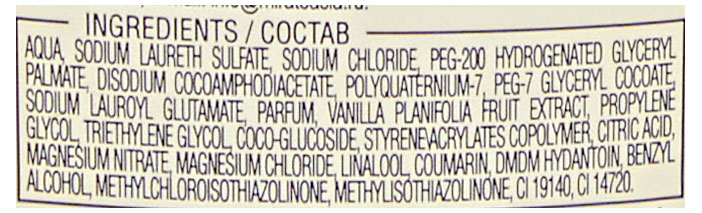 INGREDIENTS / СОСТАВ
AQUA, SODIUM LAURETH SULFATE, SODIUM CHLORIDE, PEG-200 HYDROGENATED GLYCERYL
PALMATE, DISODIUM COCOAMPHODIACETATE, POLYQUATERNIUM-7, PEG-7 GLYCERYL COCOATE,
SODIUM LAUROYL GLUTAMATE, PARFUM, VANILLA PLANIFOLIA FRUIT EXTRACT, PROPYLENE
GLYCOL, TRIETHYLENE GLYCOL, COCO-GLUCOSIDE, STYRENE/ACRYLATES COPOLYMER, CITRIC ACID,
MAGNESIUM NITRATE, MAGNESIUM CHLORIDE, LINALOOL, COUMARIN, DMDM HYDANTOIN, BENZYL
ALCOHOL, METHYLCHLOROISOTHIAZOLINONE, METHYLISOTHIAZOLINONE, CI 19140, CI 14720.